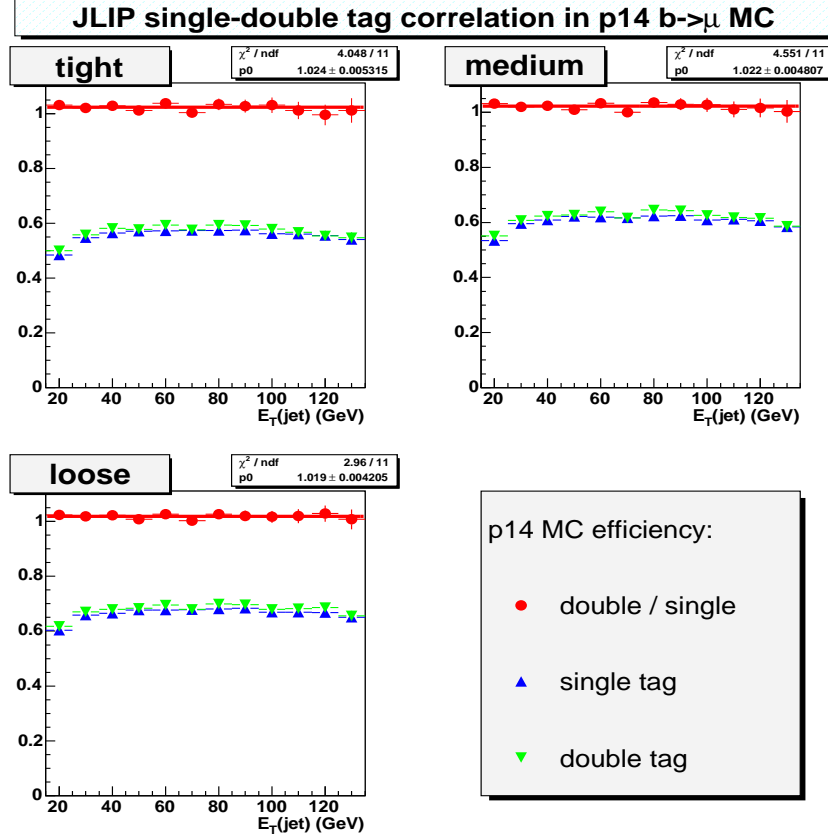 JLIP single-double tag correlation in p14 b->μ MC
tight
χ² / ndf 4.048 / 11
p0 1.024 ± 0.005315
1
0.8
0.6
0.4
0.2
0
20 40 60 80 100 120
E_T(jet) (GeV)
medium
χ² / ndf 4.551 / 11
p0 1.022 ± 0.004807
1
0.8
0.6
0.4
0.2
0
20 40 60 80 100 120
E_T(jet) (GeV)
loose
χ² / ndf 2.96 / 11
p0 1.019 ± 0.004205
1
0.8
0.6
0.4
0.2
0
20 40 60 80 100 120
E_T(jet) (GeV)
p14 MC efficiency:
double / single
single tag
double tag